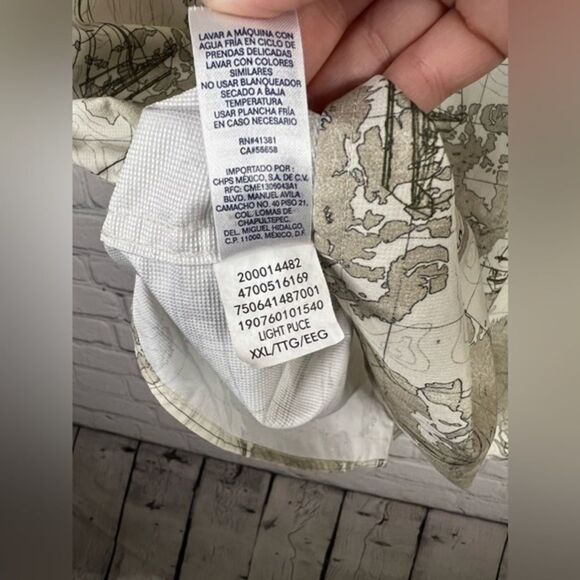 LAVAR A MÁQUINA CON
AGUA FRÍA EN CICLO DE
PRENDAS DELICADAS
LAVAR CON COLORES
SIMILARES
NO USAR BLANQUEADOR
SECADO A BAJA
TEMPERATURA
USAR PLANCHA FRÍA
EN CASO NECESARIO
RN#41381
CA#56658
IMPORTADO POR :
CHPS MÉXICO, S.A. DE C.V.
RFC: CME1309043A1
BLVD. MANUEL AVILA
CAMACHO NO. 40 PISO 21,
COL. LOMAS DE
CHAPULTEPEC,
DEL. MIGUEL HIDALGO,
C.P. 11000, MÉXICO, D.F.
200014482
4700516169
750641487001
190760101540
LIGHT PUCE
XXL/TTG/EEG